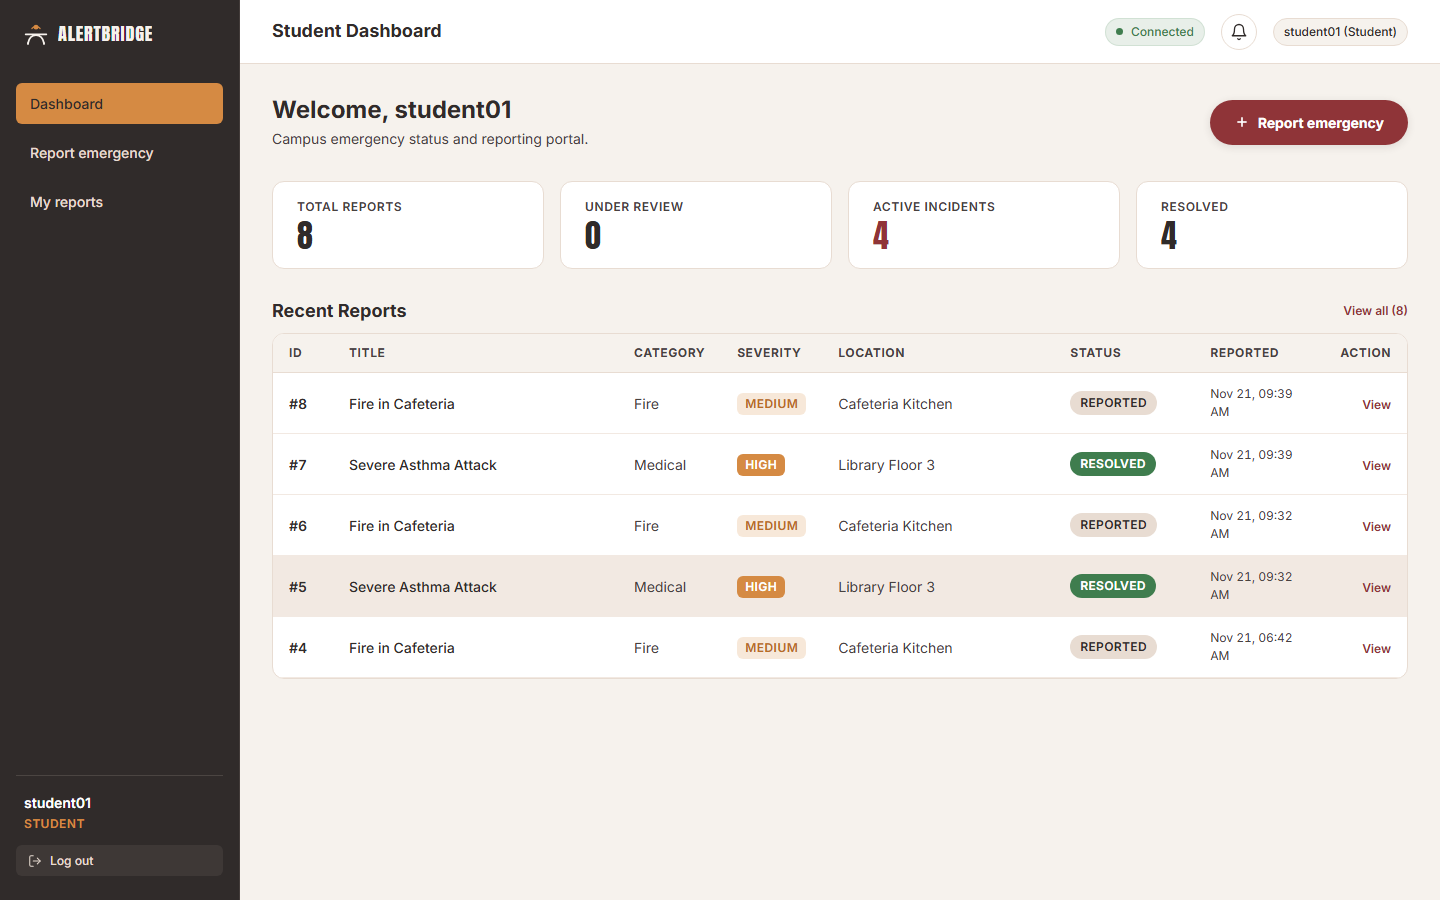 ALERTBRIDGE
Dashboard
Report emergency
My reports
student01
STUDENT
Log out
Student Dashboard
Connected
student01 (Student)
Welcome, student01
Campus emergency status and reporting portal.
+ Report emergency
TOTAL REPORTS
8
UNDER REVIEW
0
ACTIVE INCIDENTS
4
RESOLVED
4
Recent Reports
View all (8)
ID TITLE CATEGORY SEVERITY LOCATION STATUS REPORTED ACTION
#8 Fire in Cafeteria Fire MEDIUM Cafeteria Kitchen REPORTED Nov 21, 09:39 AM View
#7 Severe Asthma Attack Medical HIGH Library Floor 3 RESOLVED Nov 21, 09:39 AM View
#6 Fire in Cafeteria Fire MEDIUM Cafeteria Kitchen REPORTED Nov 21, 09:32 AM View
#5 Severe Asthma Attack Medical HIGH Library Floor 3 RESOLVED Nov 21, 09:32 AM View
#4 Fire in Cafeteria Fire MEDIUM Cafeteria Kitchen REPORTED Nov 21, 06:42 AM View